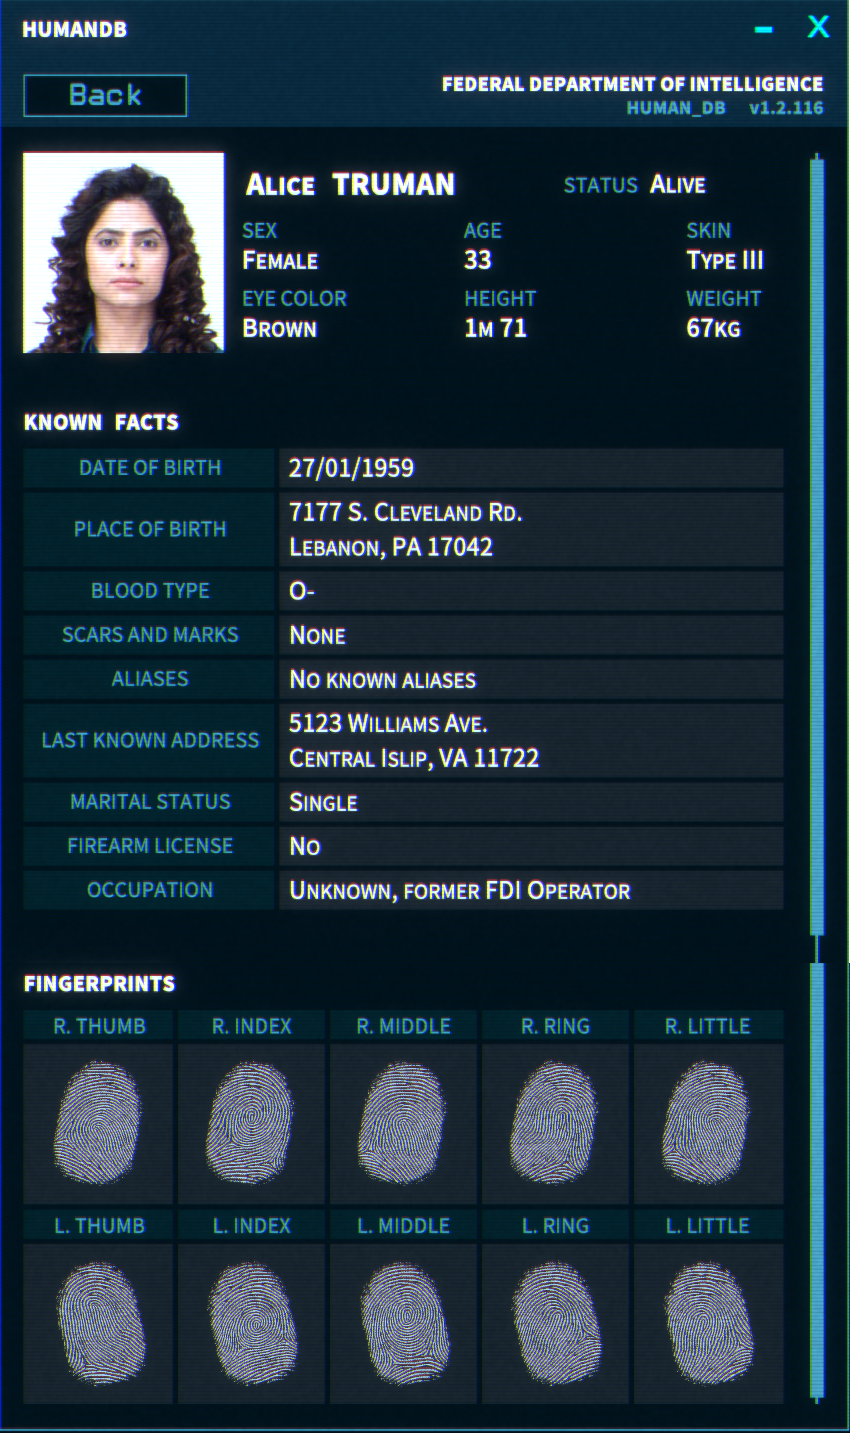 HUMANDB
X
Back
FEDERAL DEPARTMENT OF INTELLIGENCE
HUMAN_DB v1.2.116
ALICE TRUMAN
STATUS ALIVE
SEX AGE SKIN
FEMALE 33 TYPE III
EYE COLOR HEIGHT WEIGHT
BROWN 1M 71 67KG
KNOWN FACTS
DATE OF BIRTH 27/01/1959
PLACE OF BIRTH 7177 S. CLEVELAND RD.
LEBANON, PA 17042
BLOOD TYPE O-
SCARS AND MARKS NONE
ALIASES NO KNOWN ALIASES
LAST KNOWN ADDRESS 5123 WILLIAMS AVE.
CENTRAL ISLIP, VA 11722
MARITAL STATUS SINGLE
FIREARM LICENSE NO
OCCUPATION UNKNOWN, FORMER FDI OPERATOR
FINGERPRINTS
R. THUMB R. INDEX R. MIDDLE R. RING R. LITTLE
L. THUMB L. INDEX L. MIDDLE L. RING L. LITTLE